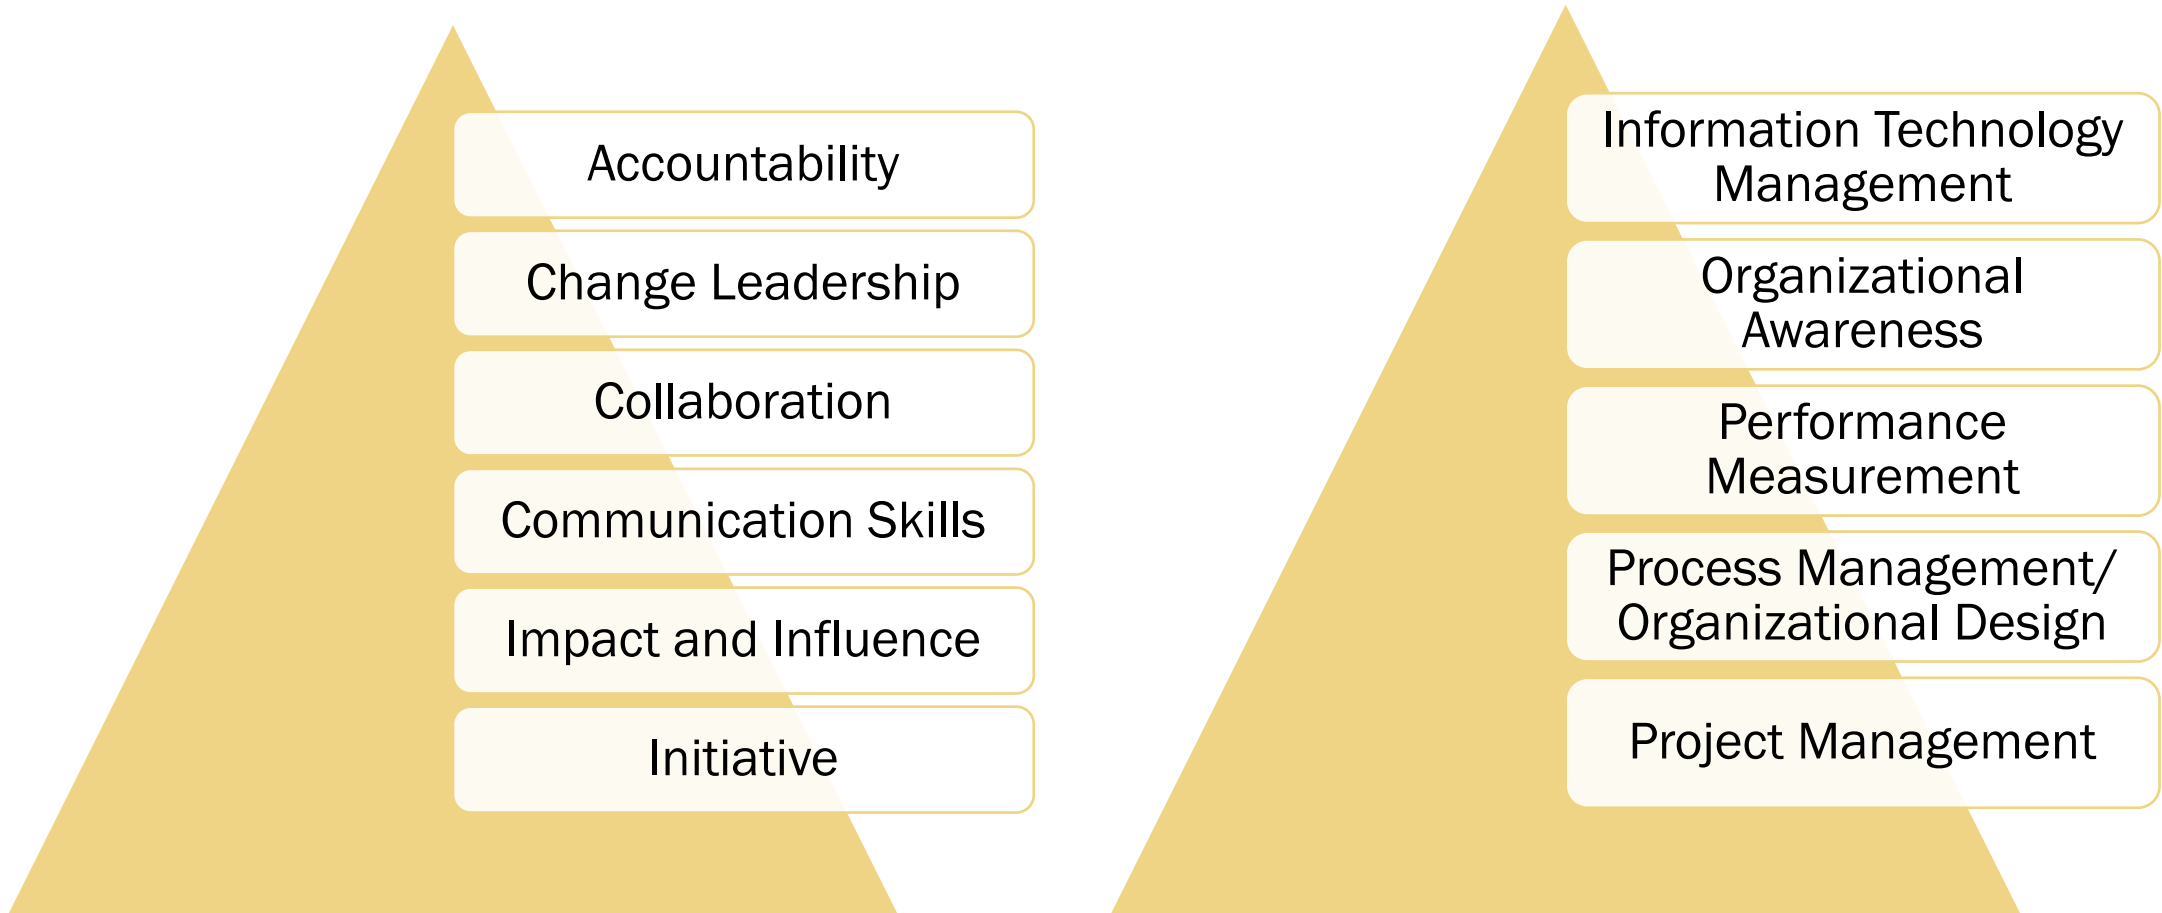 Accountability
Change Leadership
Collaboration
Communication Skills
Impact and Influence
Initiative
Information Technology
Management
Organizational
Awareness
Performance
Measurement
Process Management/
Organizational Design
Project Management